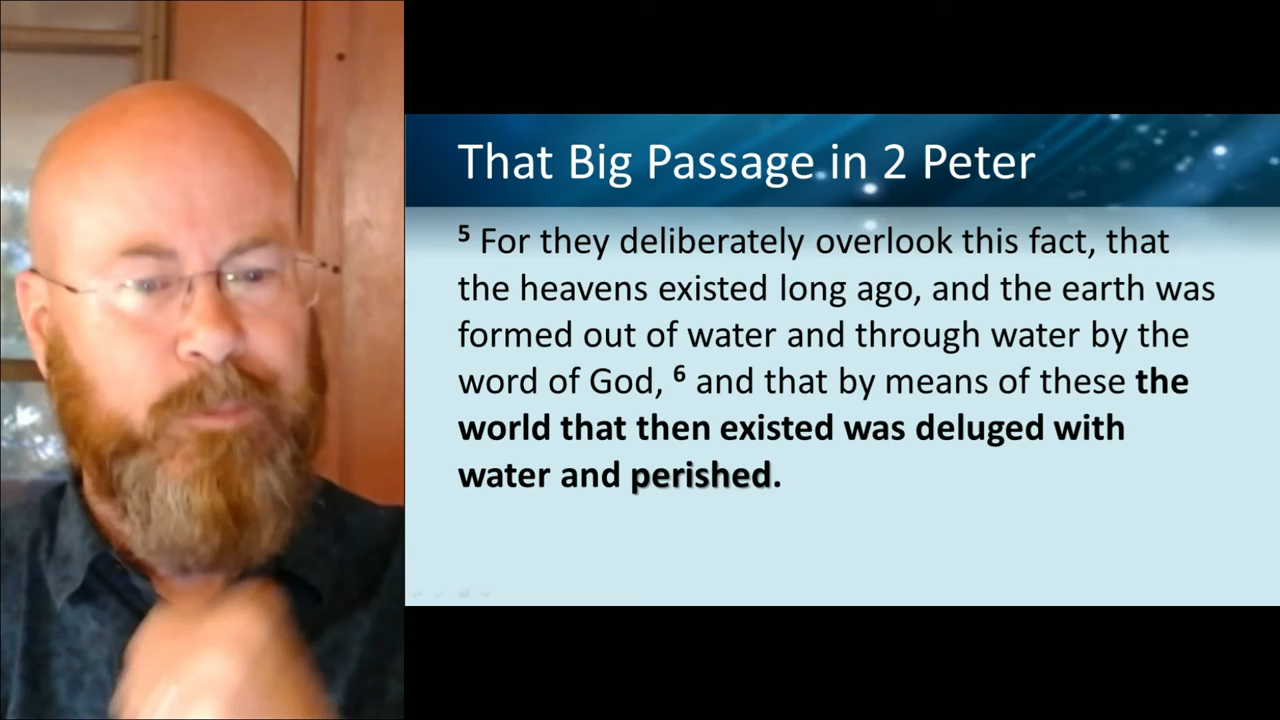 That Big Passage in 2 Peter
5 For they deliberately overlook this fact, that
the heavens existed long ago, and the earth was
formed out of water and through water by the
word of God, 6 and that by means of these the
world that then existed was deluged with
water and perished.